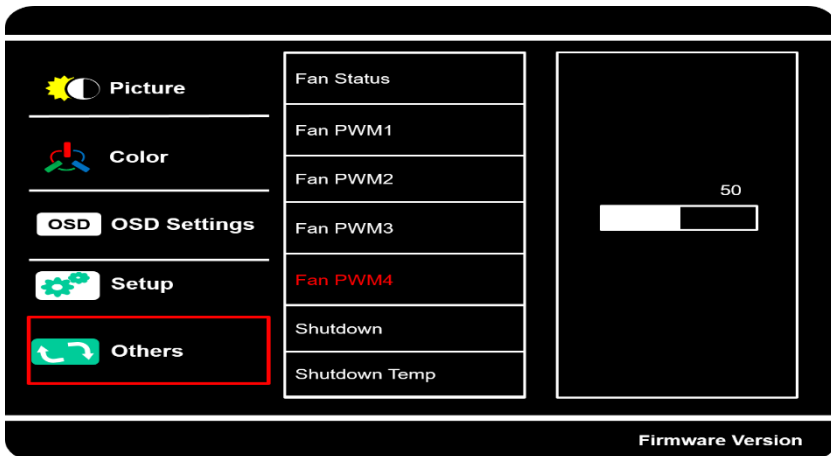 Picture
Color
OSD OSD Settings
Setup
Others
Fan Status
Fan PWM1
Fan PWM2
Fan PWM3
Fan PWM4
Shutdown
Shutdown Temp
50
Firmware Version